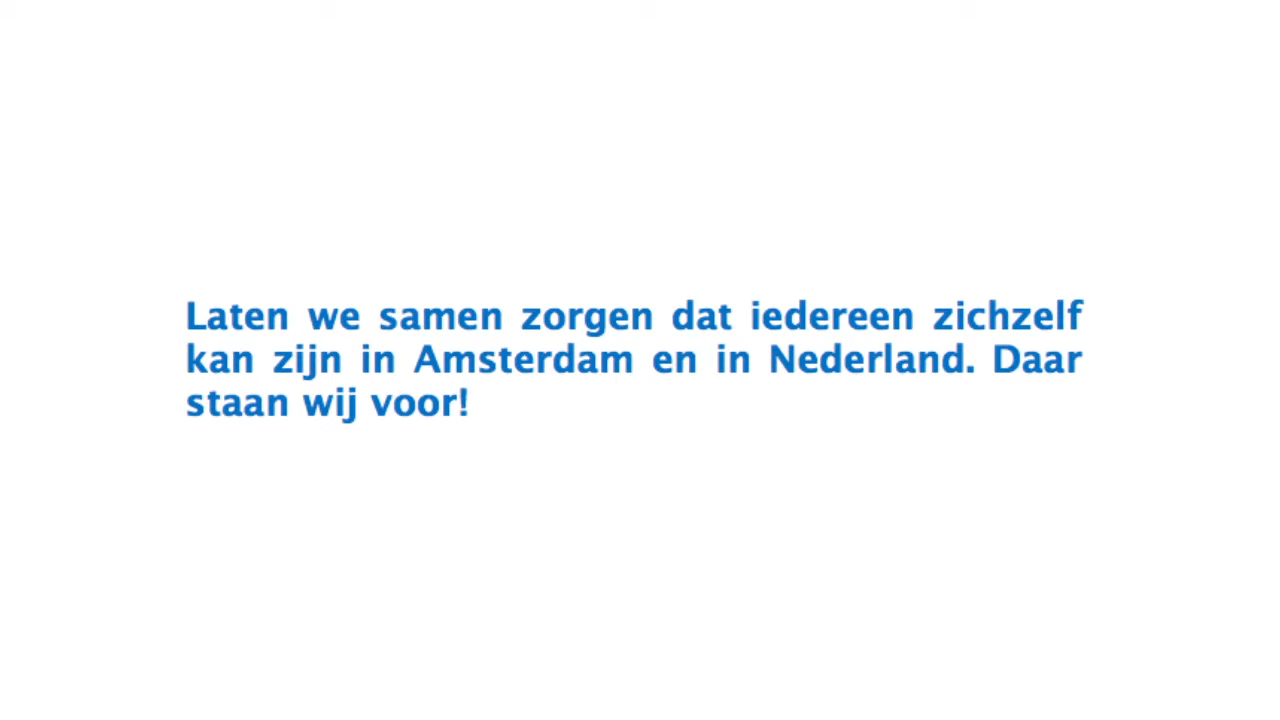 Laten we samen zorgen dat iedereen zichzelf
kan zijn in Amsterdam en in Nederland. Daar
staan wij voor!